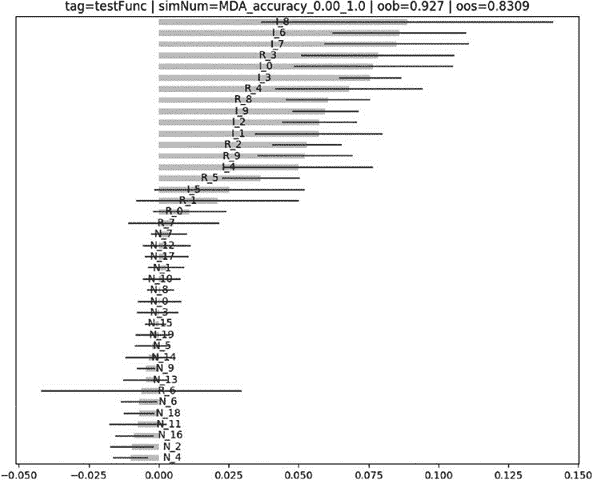 tag=testFunc | simNum=MDA_accuracy_0.00_1.0 | oob=0.927 | oos=0.8309
I_8
I_6
I_7
R_3
I_0
I_3
R_4
R_8
I_9
I_2
I_1
R_2
R_9
I_4
R_5
I_5
R_1
R_0
R_7
N_7
N_12
N_17
N_1
N_10
N_8
N_0
N_3
N_15
N_19
N_5
N_14
N_9
N_13
R_6
N_6
N_18
N_11
N_16
N_2
N_4
−0.050 −0.025 0.000 0.025 0.050 0.075 0.100 0.125 0.150